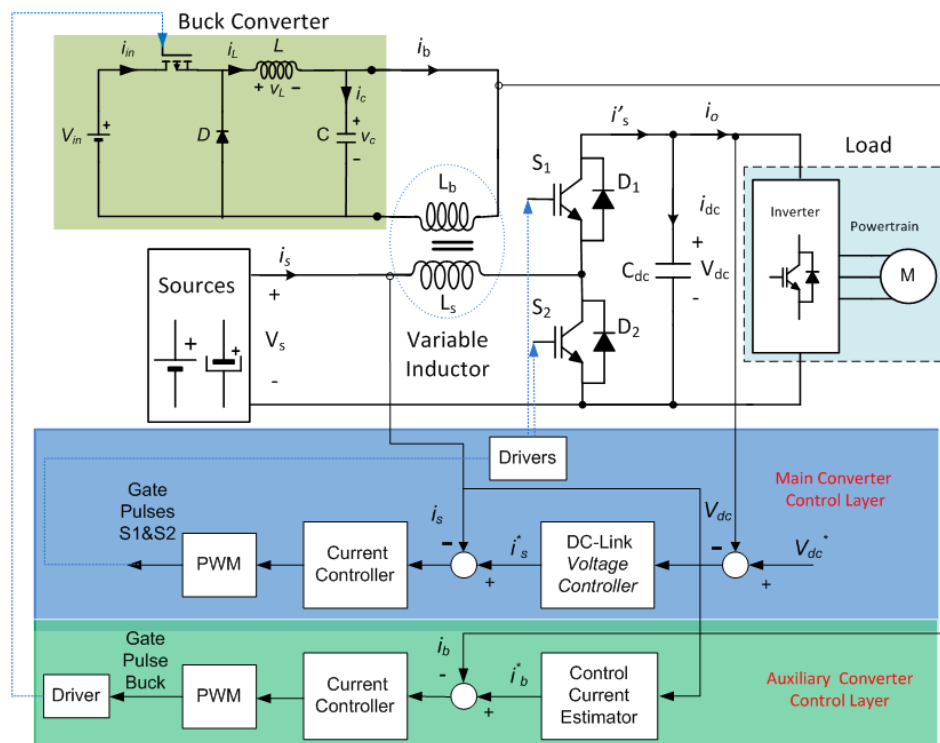 Buck Converter
i_in
i_L
L
i_b
+ v_L -
i_c
V_in
+
D
C
+
v_c
-
i'_s
i_o
Load
S_1
D_1
L_b
i_dc
Inverter
Powertrain
i_s
+
C_dc
+
V_dc
-
M
Sources
L_s
S_2
D_2
V_s
Variable
Inductor
+
+
-
Drivers
Main Converter
Control Layer
Gate
Pulses
S1&S2
i_s
V_dc
-
i*_s
DC-Link
Voltage
Controller
-
V_dc*
PWM
Current
Controller
+
+
Gate
Pulse
Buck
i_b
-
i*_b
Control
Current
Estimator
Auxiliary Converter
Control Layer
Driver
PWM
Current
Controller
+